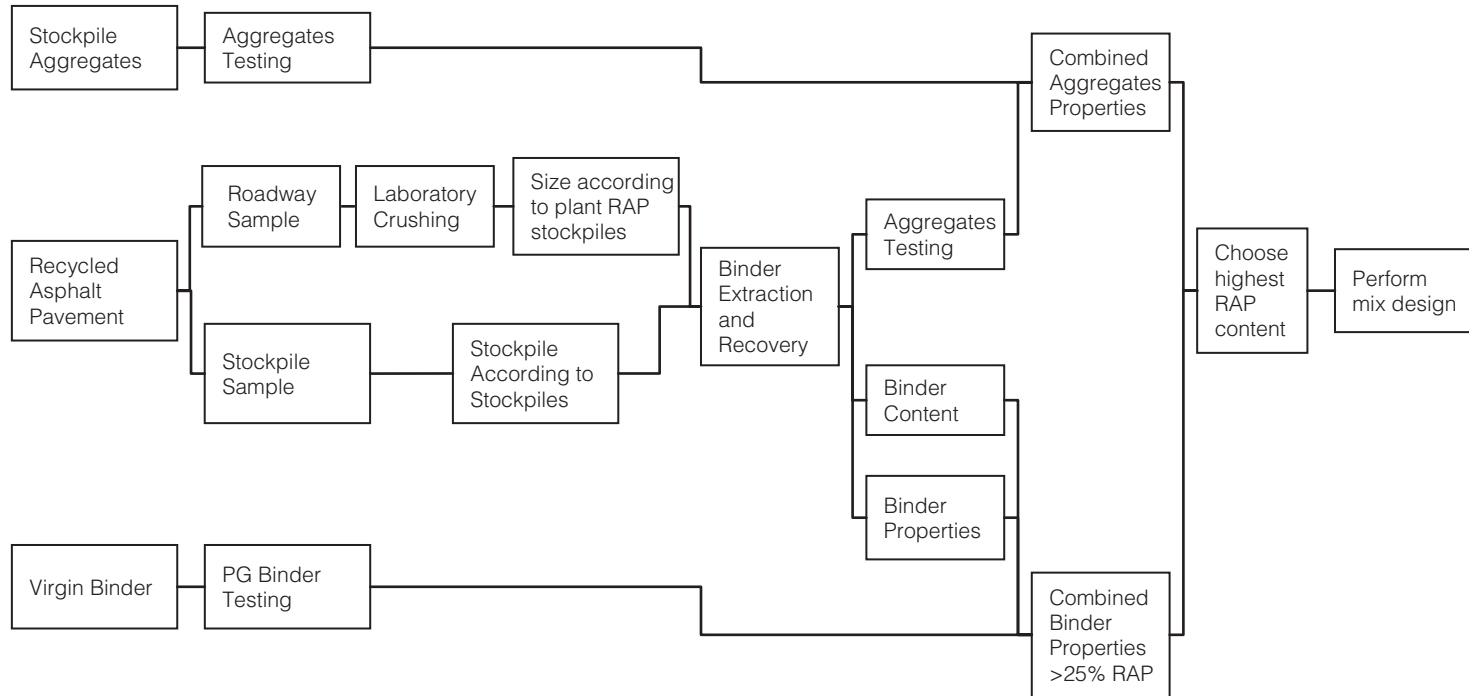 Stockpile
Aggregates
Aggregates
Testing
Combined
Aggregates
Properties
Roadway
Sample
Laboratory
Crushing
Size according
to plant RAP
stockpiles
Aggregates
Testing
Recycled
Asphalt
Pavement
Binder
Extraction
and
Recovery
Choose
highest
RAP
content
Perform
mix design
Stockpile
Sample
Stockpile
According to
Stockpiles
Binder
Content
Binder
Properties
Virgin Binder
PG Binder
Testing
Combined
Binder
Properties
>25% RAP